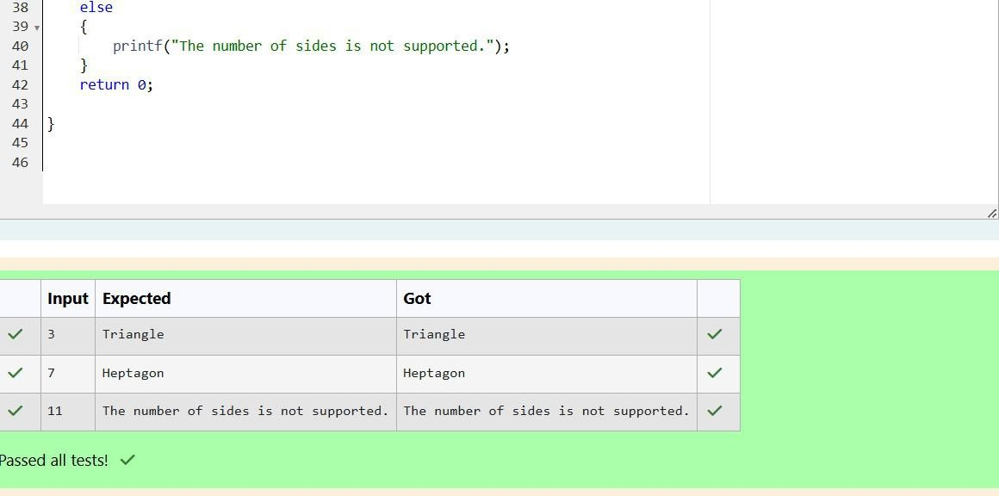 38 else
39 {
40 printf("The number of sides is not supported.");
41 }
42 return 0;
43
44 }
45
46
Input Expected Got
3 Triangle Triangle
7 Heptagon Heptagon
11 The number of sides is not supported. The number of sides is not supported.
Passed all tests!